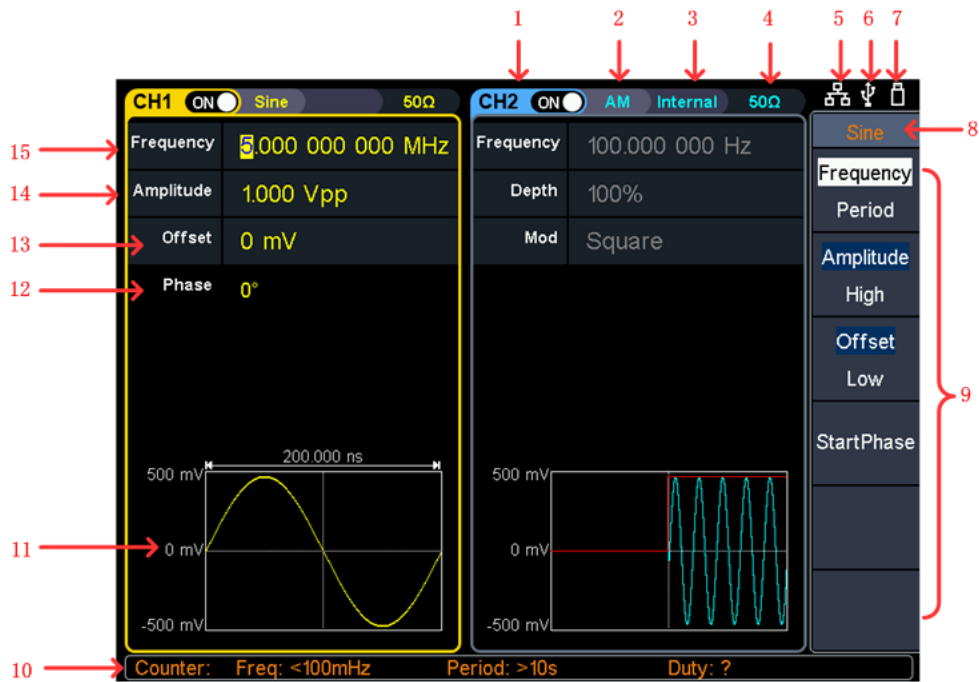 1 2 3 4 5 6 7
CH1 ON Sine 50Ω
CH2 ON AM Internal 50Ω
Sine 8
15 Frequency 5.000 000 000 MHz
Frequency 100.000 000 Hz
Frequency
Period
14 Amplitude 1.000 Vpp
Depth 100%
13 Offset 0 mV
Mod Square
Amplitude
High
12 Phase 0°
Offset
Low
9
StartPhase
200.000 ns
500 mV
500 mV
11 0 mV
0 mV
-500 mV
-500 mV
10 Counter: Freq: <100mHz Period: >10s Duty: ?